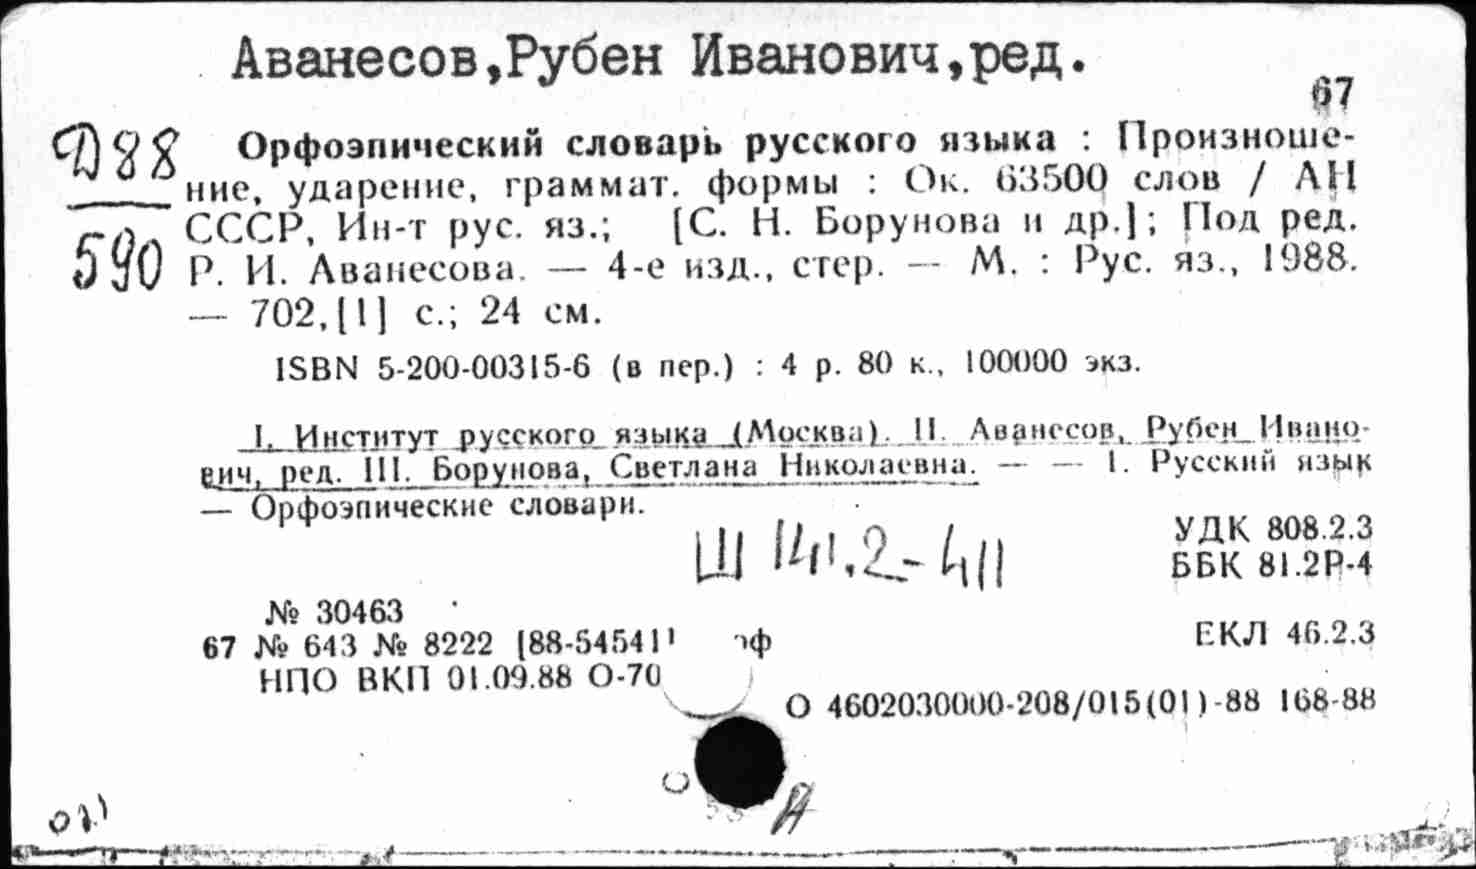 Аванесов,Рубен Иванович,ред.
67
Д88 Орфоэпический словарь русского языка : Произноше-
ние, ударение, граммат. формы : Ок. 63500 слов / АН
590 СССР, Ин-т рус. яз.; [С. Н. Борунова и др.]; Под ред.
Р. И. Аванесова. — 4-е изд., стер. — М. : Рус. яз., 1988.
— 702,[1] с.; 24 см.
ISBN 5-200-00315-6 (в пер.) : 4 р. 80 к., 100000 экз.
I. Институт русского языка (Москва). II. Аванесов, Рубен Ивано-
вич, ред. III. Борунова, Светлана Николаевна. — — 1. Русский язык
— Орфоэпические словари.
УДК 808.2.3
Ш 141.2-411
ББК 81.2Р-4
№ 30463
67 № 643 № 8222 [88-54541]
ЕКЛ 46.2.3
НПО ВКП 01.09.88 О-70
О 4602030000-208/015(01)-88 168-88